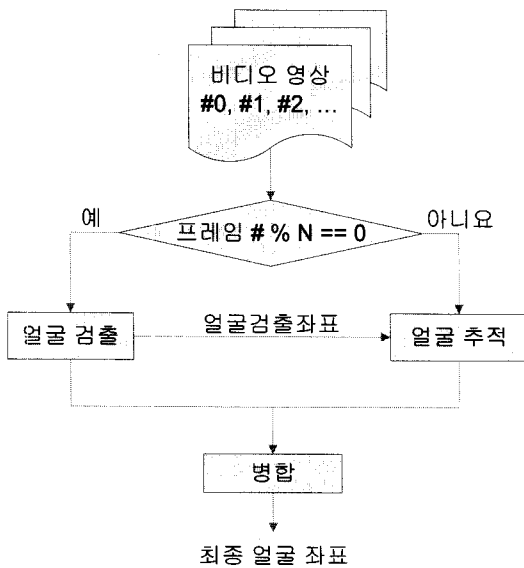 비디오 영상
#0, #1, #2, ...
프레임 # % N == 0
예
아니요
얼굴 검출
얼굴검출좌표
얼굴 추적
병합
최종 얼굴 좌표